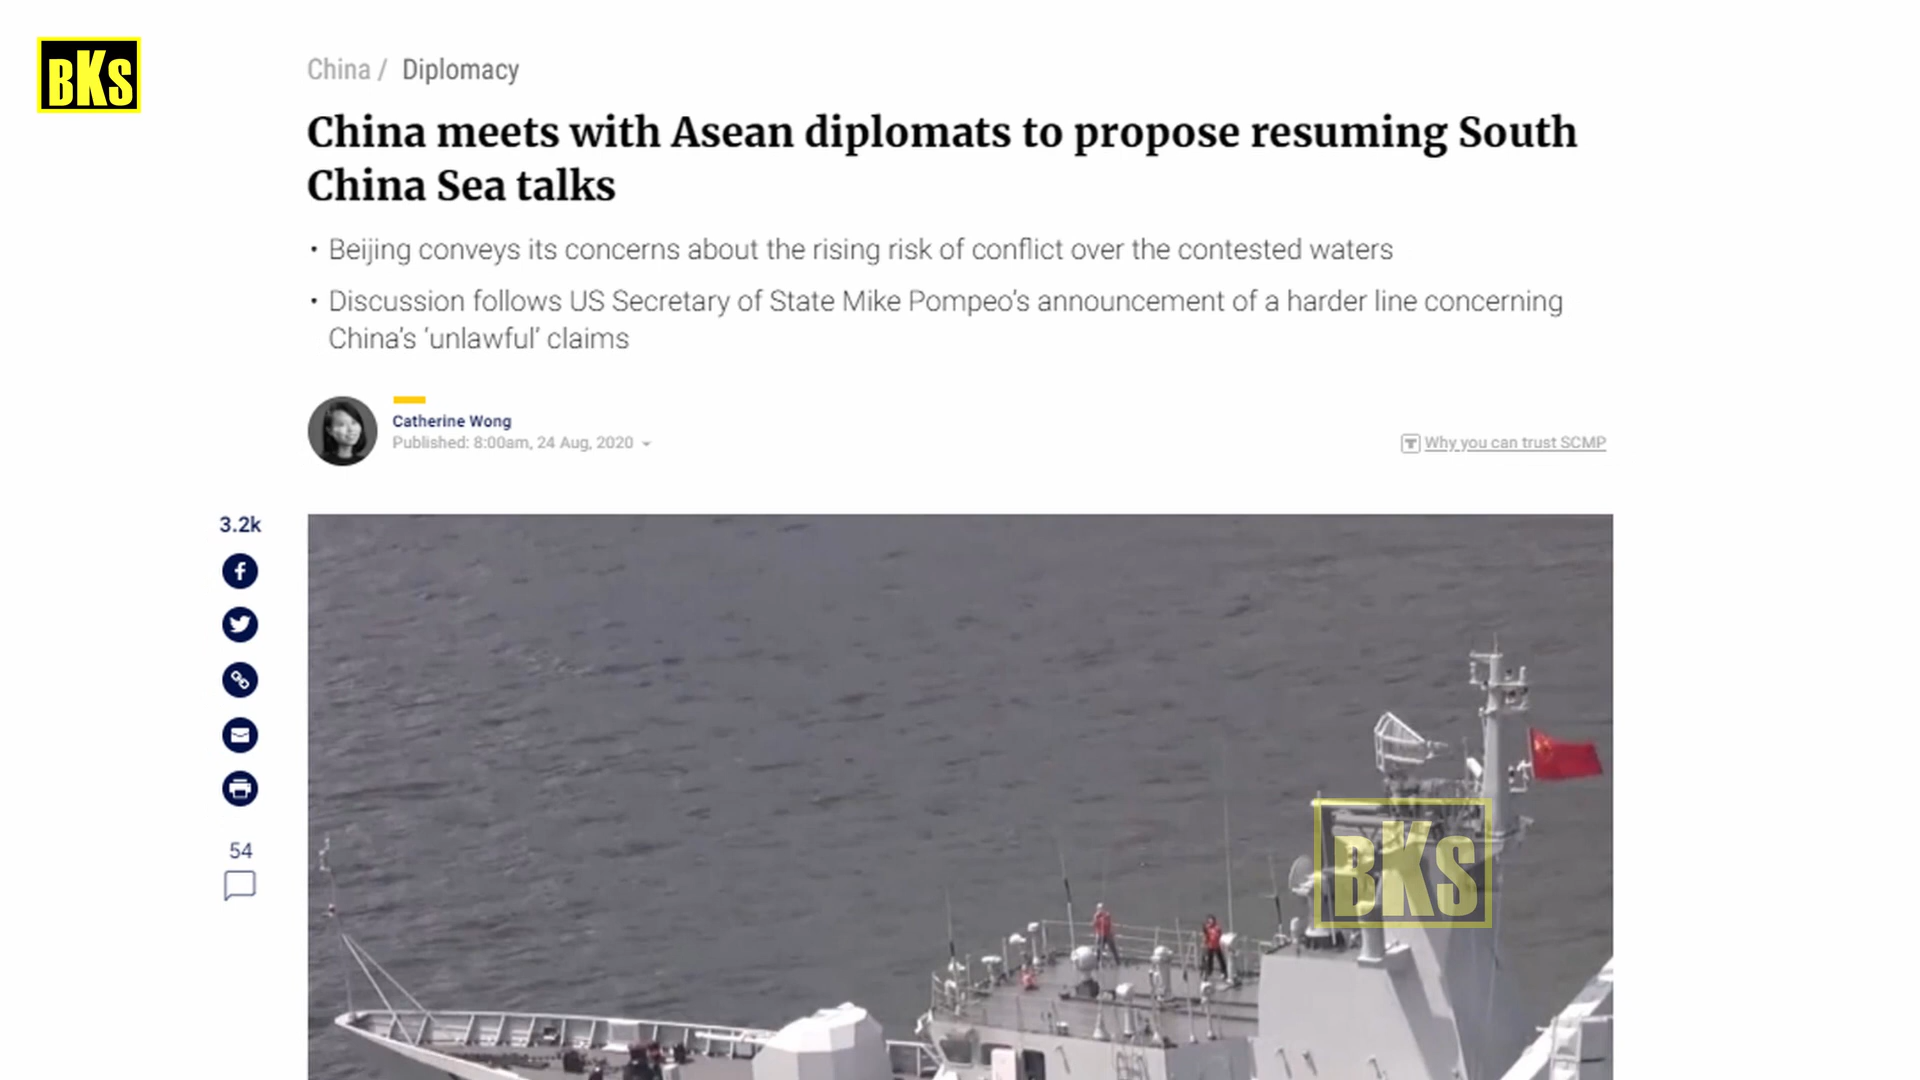 BKS
China / Diplomacy
China meets with Asean diplomats to propose resuming South
China Sea talks
• Beijing conveys its concerns about the rising risk of conflict over the contested waters
• Discussion follows US Secretary of State Mike Pompeo’s announcement of a harder line concerning
China’s ‘unlawful’ claims
Catherine Wong
Published: 8:00am, 24 Aug, 2020
Why you can trust SCMP
3.2k
54
BKS